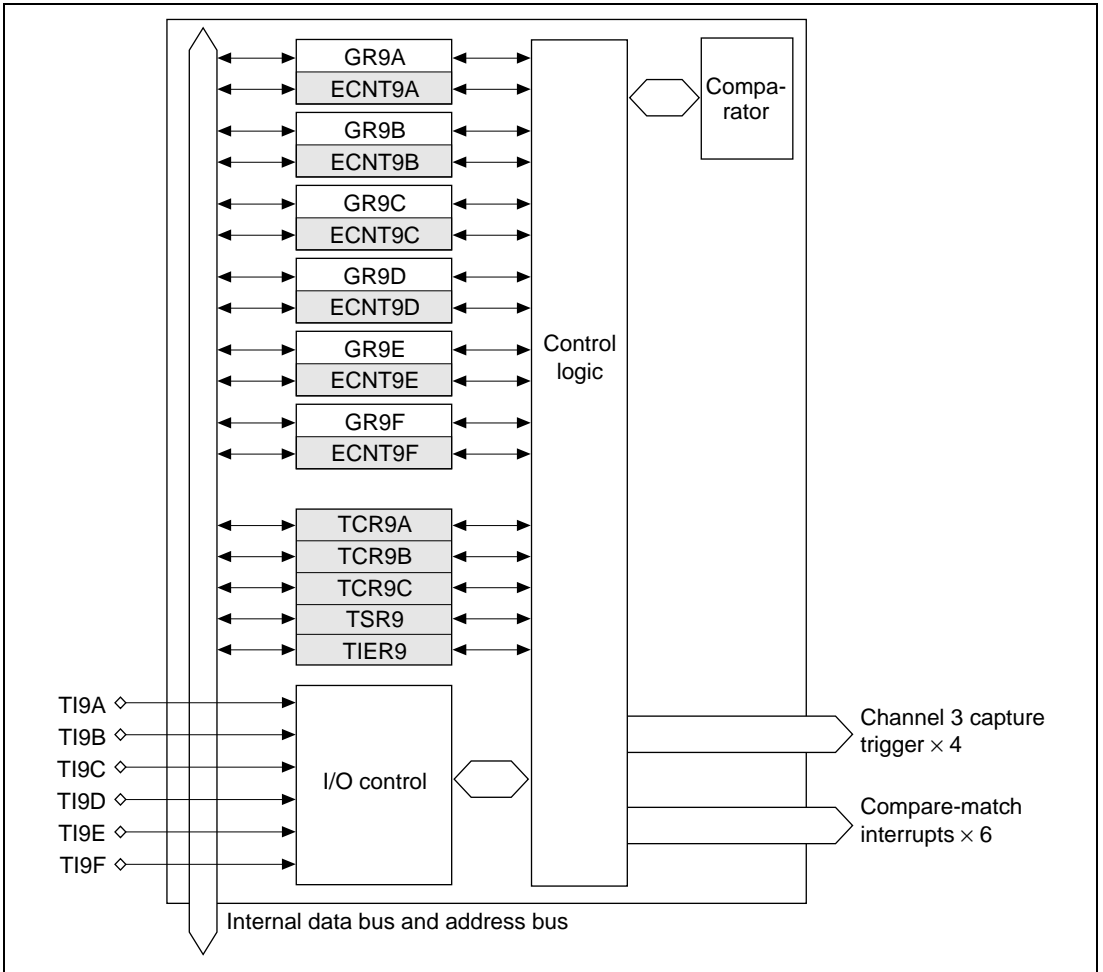 GR9A
ECNT9A
GR9B
ECNT9B
GR9C
ECNT9C
GR9D
ECNT9D
GR9E
ECNT9E
GR9F
ECNT9F
TCR9A
TCR9B
TCR9C
TSR9
TIER9
Control
logic
Compa-
rator
TI9A
TI9B
TI9C
TI9D
TI9E
TI9F
I/O control
Channel 3 capture
trigger × 4
Compare-match
interrupts × 6
Internal data bus and address bus